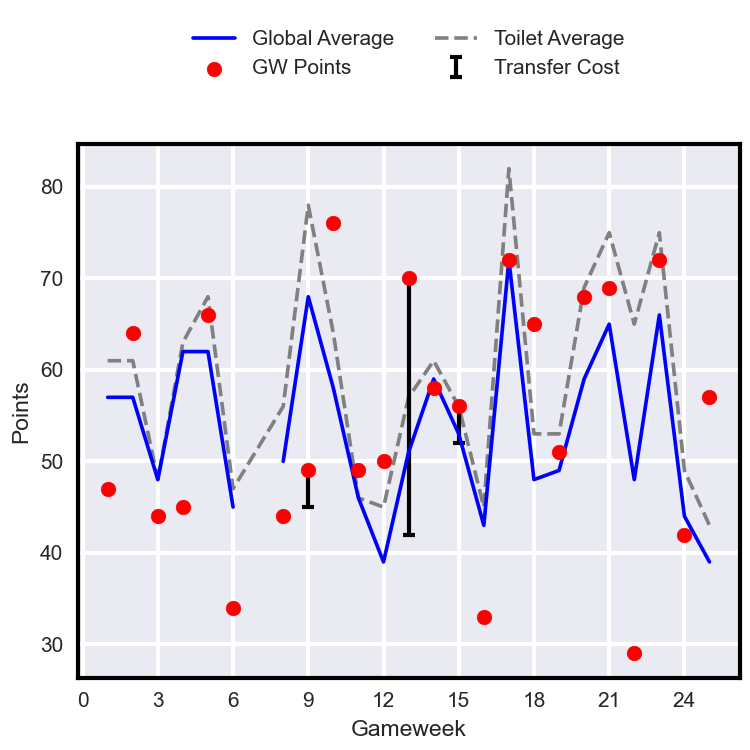 Global Average
GW Points
Toilet Average
Transfer Cost
80
70
60
50
40
30
Points
0 3 6 9 12 15 18 21 24
Gameweek